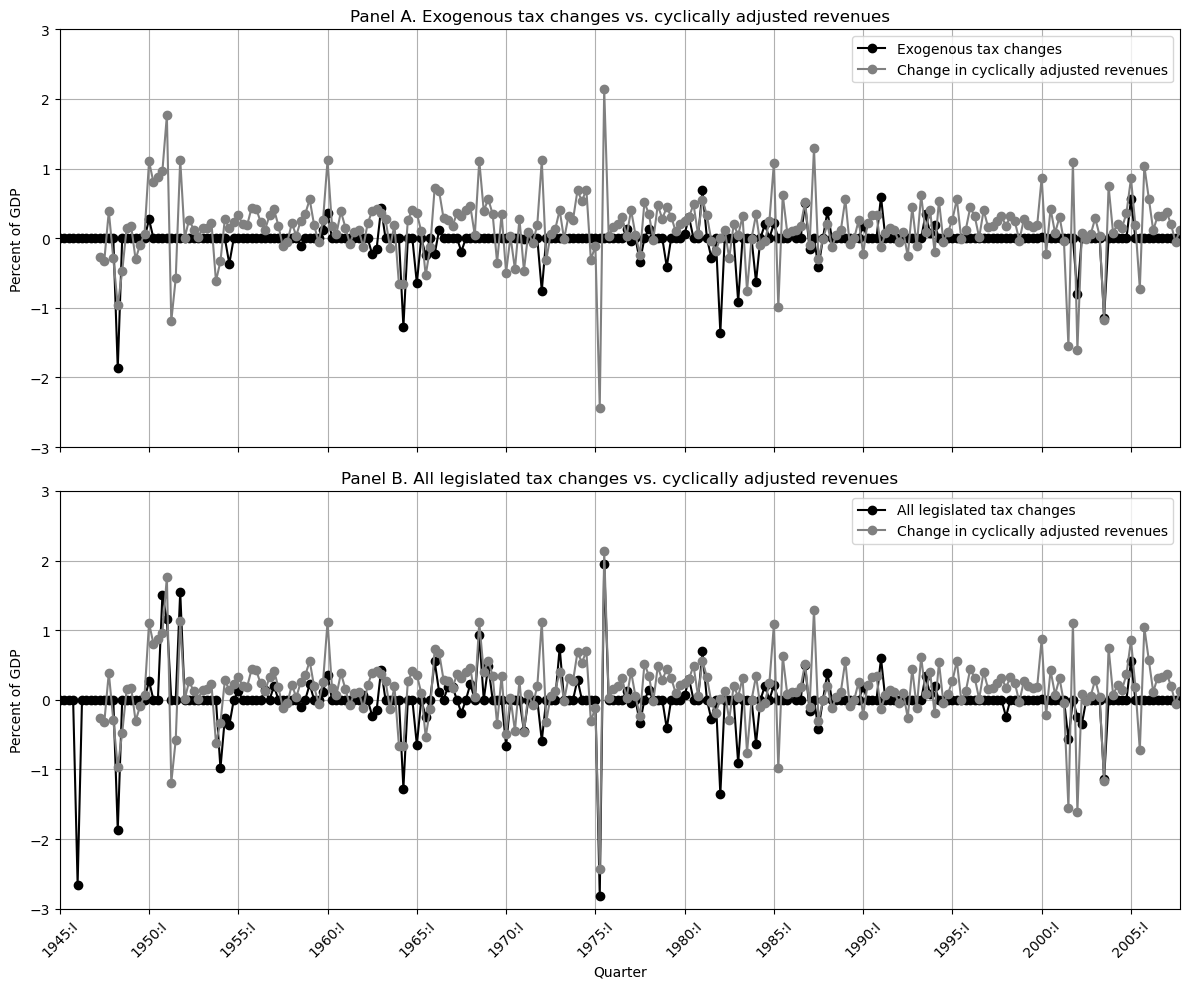 Panel A. Exogenous tax changes vs. cyclically adjusted revenues
3
Exogenous tax changes
Change in cyclically adjusted revenues
2
1
0
−1
−2
−3
Percent of GDP
Panel B. All legislated tax changes vs. cyclically adjusted revenues
3
All legislated tax changes
Change in cyclically adjusted revenues
2
1
0
−1
−2
−3
Percent of GDP
1945:I
1950:I
1955:I
1960:I
1965:I
1970:I
1975:I
1980:I
1985:I
1990:I
1995:I
2000:I
2005:I
Quarter